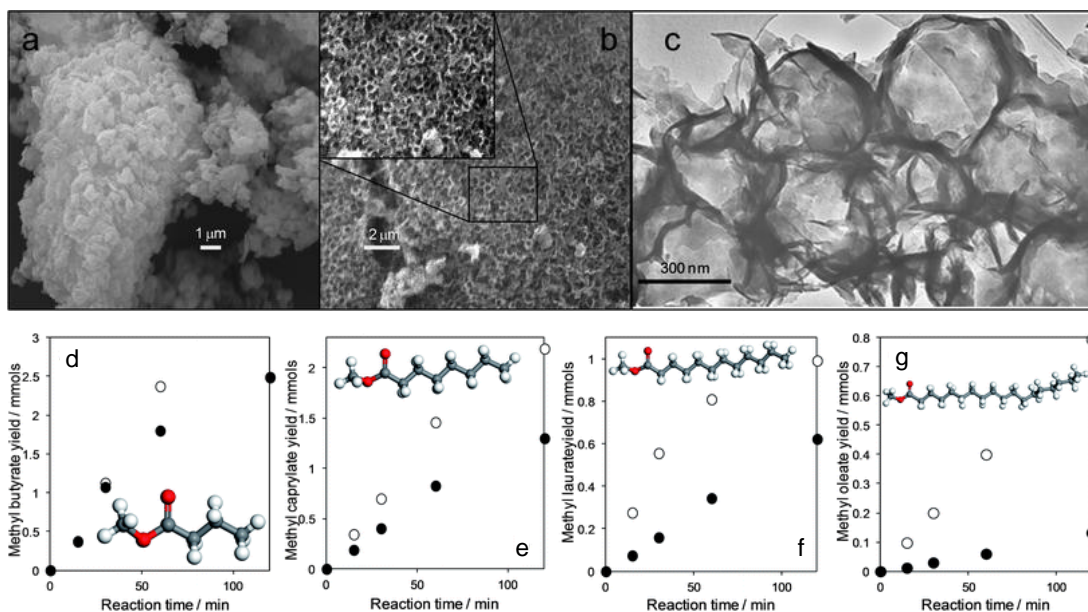 a
b
c
1 μm
2 μm
300 nm
d
Methyl butyrate yield / mmols
3
2.5
2
1.5
1
0.5
0
0
50
100
Reaction time / min
e
Methyl caprylate yield / mmols
2
1.5
1
0.5
0
0
50
100
Reaction time / min
f
Methyl laurateyield / mmols
1
0.8
0.6
0.4
0.2
0
0
50
100
Reaction time / min
g
Methyl oleate yield / mmols
0.8
0.7
0.6
0.5
0.4
0.3
0.2
0.1
0
0
50
100
Reaction time / min